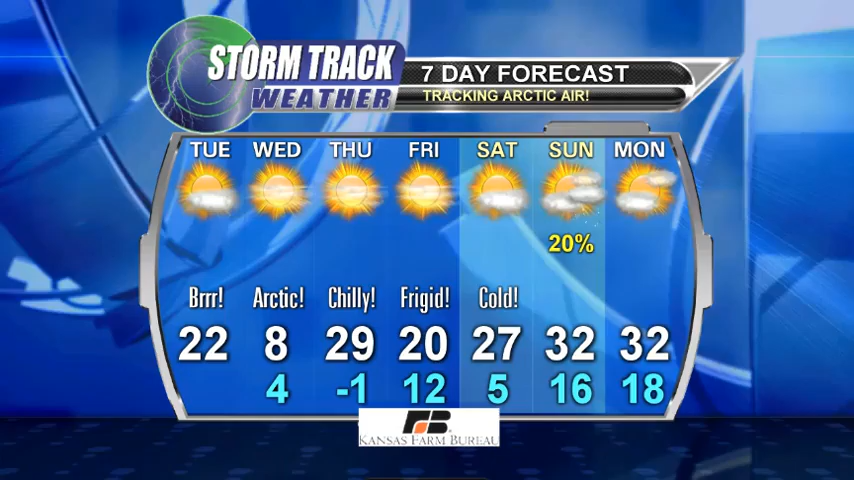 STORM TRACK
WEATHER
7 DAY FORECAST
TRACKING ARCTIC AIR!
TUE WED THU FRI SAT SUN MON
20%
Brrr! Arctic! Chilly! Frigid! Cold!
22 8 29 20 27 32 32
4 -1 12 5 16 18
FB
KANSAS FARM BUREAU